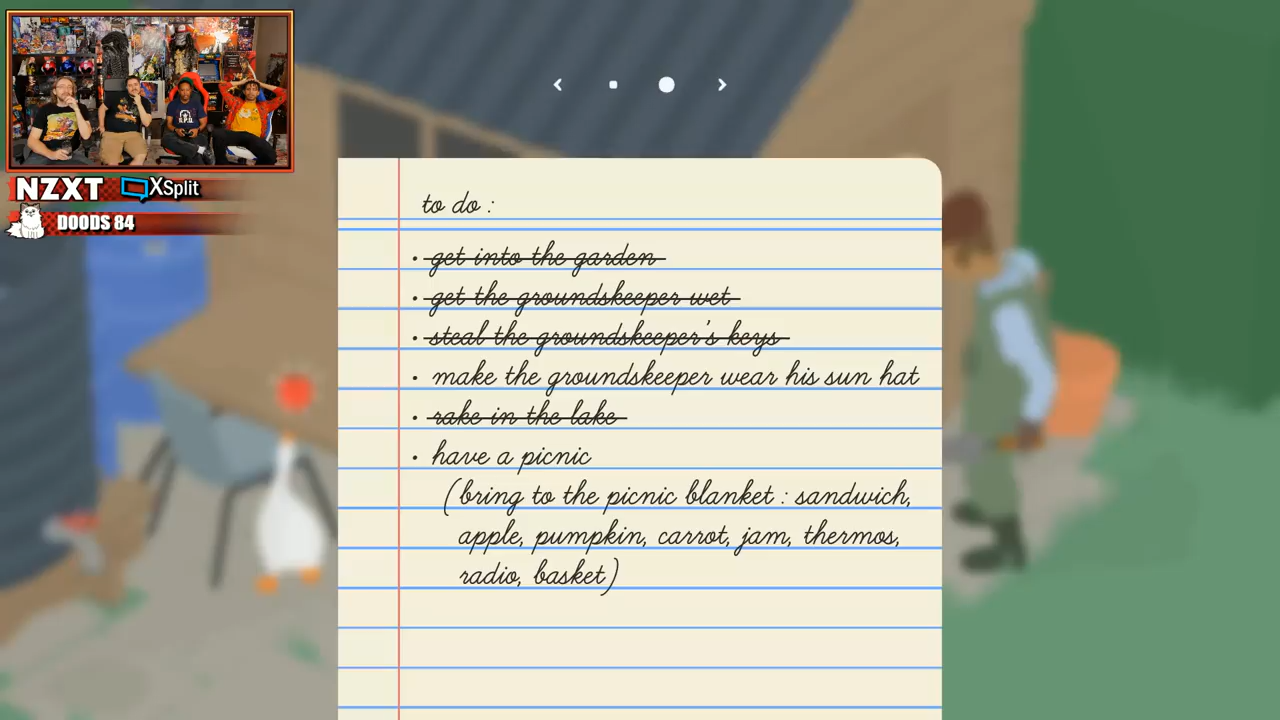 NZXT XSplit
DOODS 84
to do :
• get into the garden
• get the groundskeeper wet
• steal the groundskeeper's keys
• make the groundskeeper wear his sun hat
• rake in the lake
• have a picnic
(bring to the picnic blanket : sandwich,
apple, pumpkin, carrot, jam, thermos,
radio, basket)